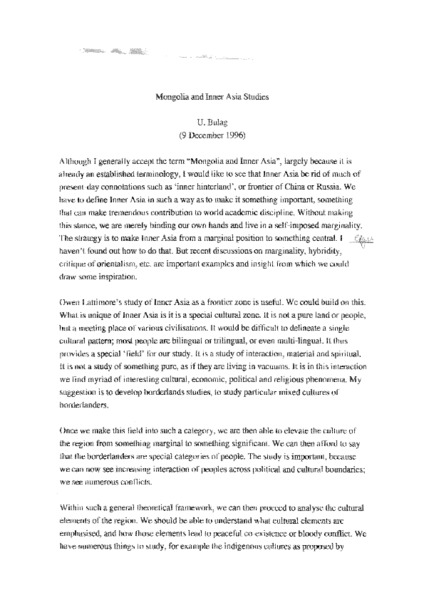 Mongolia and Inner Asia Studies
U. Bulag
(9 December 1996)
Although I generally accept the term "Mongolia and Inner Asia", largely because it is
already an established terminology, I would like to see that Inner Asia be rid of much of
present-day connotations such as 'inner hinterland', or frontier of China or Russia. We
have to define Inner Asia in such a way as to make it something important, something
that can make tremendous contribution to world academic discipline. Without making
this stance, we are merely binding our own hands and live in a self-imposed marginality.
The strategy is to make Inner Asia from a marginal position to something central. I
haven't found out how to do that. But recent discussions on marginality, hybridity,
critique of orientalism, etc. are important examples and insight from which we could
draw some inspiration.
Owen Lattimore's study of Inner Asia as a frontier zone is useful. We could build on this.
What is unique of Inner Asia is it is a special cultural zone. It is not a pure land or people,
but a meeting place of various civilisations. It would be difficult to delineate a single
cultural pattern; most people are bilingual or trilingual, or even multi-lingual. It thus
provides a special 'field' for our study. It is a study of interaction, material and spiritual.
It is not a study of something pure, as if they are living in vacuums. It is in this interaction
we find myriad of interesting cultural, economic, political and religious phenomena. My
suggestion is to develop borderlands studies, to study particular mixed cultures of
borderlanders.
Once we make this field into such a category, we are then able to elevate the culture of
the region from something marginal to something significant. We can then afford to say
that the borderlanders are special categories of people. The study is important, because
we can now see increasing interaction of peoples across political and cultural boundaries;
we see numerous conflicts.
Within such a general theoretical framework, we can then proceed to analyse the cultural
elements of the region. We should be able to understand what cultural elements are
emphasised, and how those elements lead to peaceful co-existence or bloody conflict. We
have numerous things to study, for example the indigenous cultures as proposed by